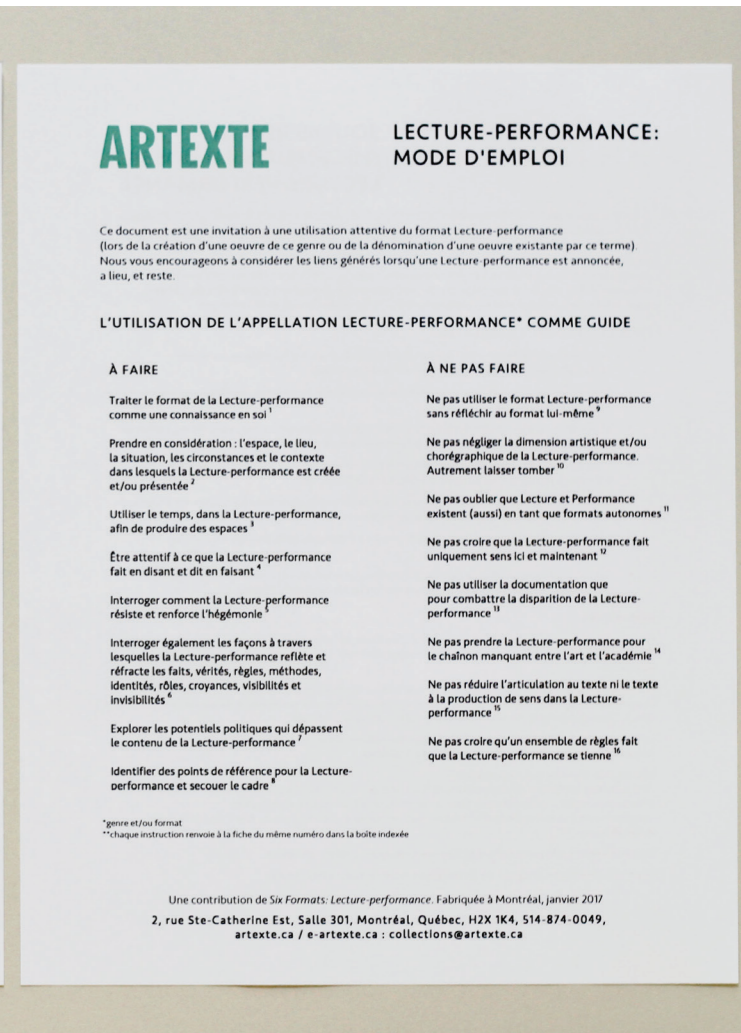 ARTEXTE
LECTURE-PERFORMANCE:
MODE D'EMPLOI
Ce document est une invitation à une utilisation attentive du format Lecture-performance
(lors de la création d'une oeuvre de ce genre ou de la dénomination d'une oeuvre existante par ce terme).
Nous vous encourageons à considérer les liens générés lorsqu'une Lecture-performance est annoncée,
a lieu, et reste.
L'UTILISATION DE L'APPELLATION LECTURE-PERFORMANCE* COMME GUIDE
À FAIRE
Traiter le format de la Lecture-performance
comme une connaissance en soi 1
Prendre en considération : l'espace, le lieu,
la situation, les circonstances et le contexte
dans lesquels la Lecture-performance est créée
et/ou présentée 2
Utiliser le temps, dans la Lecture-performance,
afin de produire des espaces 3
Être attentif à ce que la Lecture-performance
fait en disant et dit en faisant 4
Interroger comment la Lecture-performance
résiste et renforce l'hégémonie 5
Interroger également les façons à travers
lesquelles la Lecture-performance reflète et
réfracte les faits, vérités, règles, méthodes,
identités, rôles, croyances, visibilités et
invisibilités 6
Explorer les potentiels politiques qui dépassent
le contenu de la Lecture-performance 7
Identifier des points de référence pour la Lecture-
performance et secouer le cadre 8
À NE PAS FAIRE
Ne pas utiliser le format Lecture-performance
sans réfléchir au format lui-même 9
Ne pas négliger la dimension artistique et/ou
chorégraphique de la Lecture-performance.
Autrement laisser tomber 10
Ne pas oublier que Lecture et Performance
existent (aussi) en tant que formats autonomes 11
Ne pas croire que la Lecture-performance fait
uniquement sens ici et maintenant 12
Ne pas utiliser la documentation que
pour combattre la disparition de la Lecture-
performance 13
Ne pas prendre la Lecture-performance pour
le chaînon manquant entre l'art et l'académie 14
Ne pas réduire l'articulation au texte ni le texte
à la production de sens dans la Lecture-
performance 15
Ne pas croire qu'un ensemble de règles fait
que la Lecture-performance se tienne 16
*genre et/ou format
**chaque instruction renvoie à la fiche du même numéro dans la boîte indexée
Une contribution de Six Formats: Lecture-performance. Fabriquée à Montréal, janvier 2017
2, rue Ste-Catherine Est, Salle 301, Montréal, Québec, H2X 1K4, 514-874-0049,
artexte.ca / e-artexte.ca : collections@artexte.ca